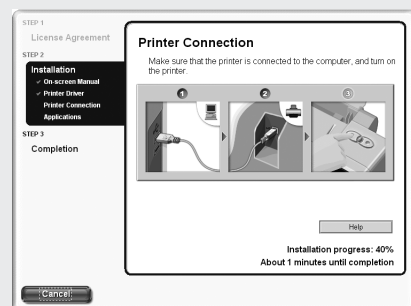 STEP 1
License Agreement
STEP 2
Installation
On-screen Manual
Printer Driver
Printer Connection
Applications
STEP 3
Completion
Cancel
Printer Connection
Make sure that the printer is connected to the computer, and turn on
the printer.
1 2 3
Help
Installation progress: 40%
About 1 minutes until completion